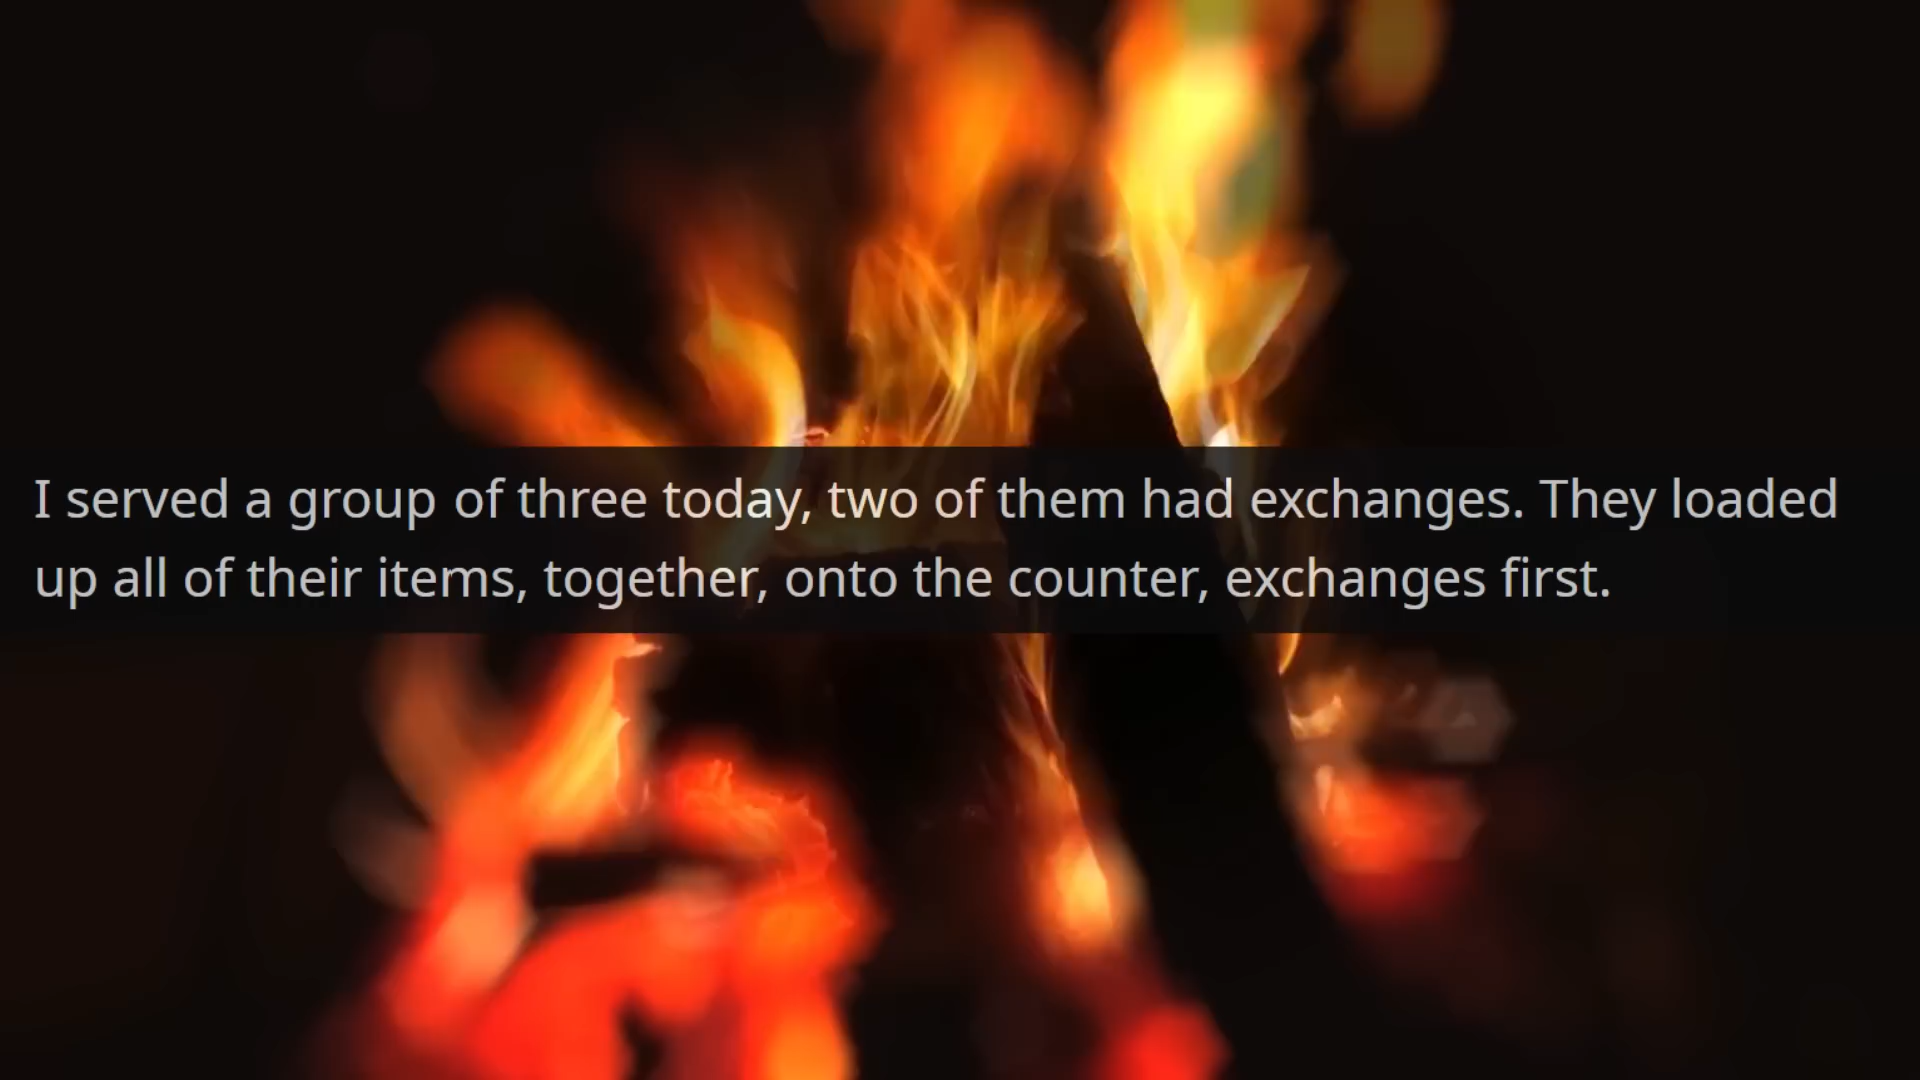 I served a group of three today, two of them had exchanges. They loaded
up all of their items, together, onto the counter, exchanges first.